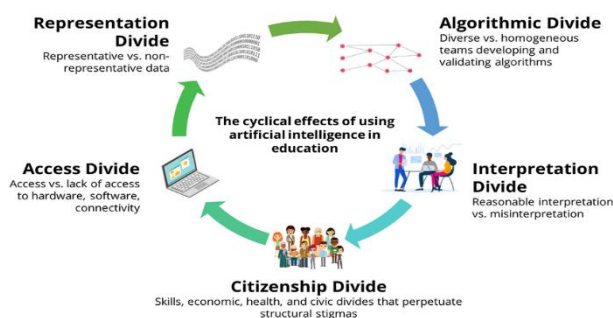 Representation
Divide
Representative vs. non-
representative data
Algorithmic Divide
Diverse vs. homogeneous
teams developing and
validating algorithms
The cyclical effects of using
artificial intelligence in
education
Access Divide
Access vs. lack of access
to hardware, software,
connectivity
Interpretation
Divide
Reasonable interpretation
vs. misinterpretation
Citizenship Divide
Skills, economic, health, and civic divides that perpetuate
structural stigmas